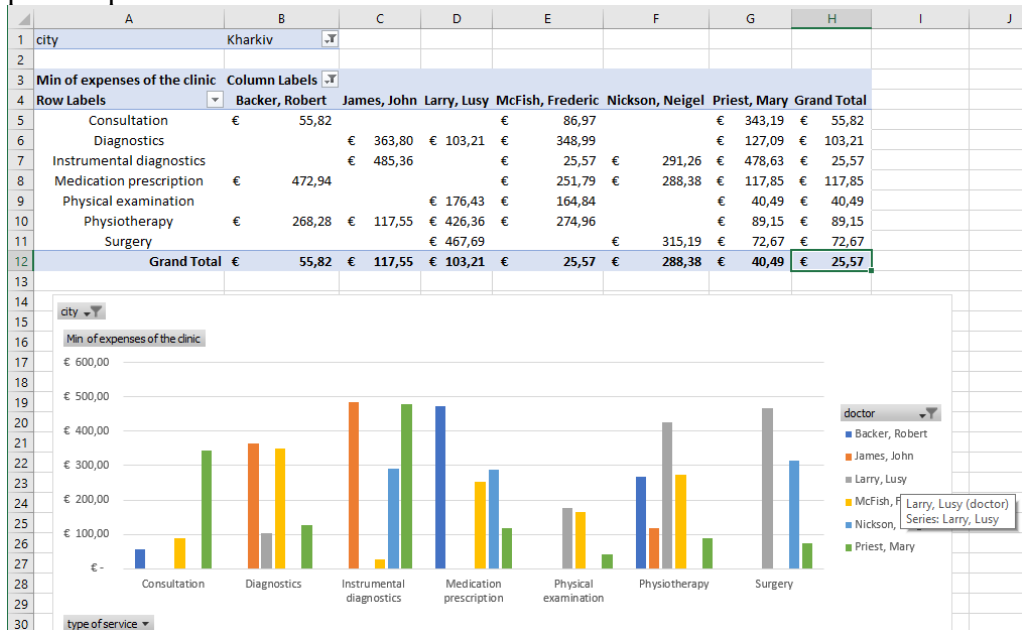 A B C D E F G H I J
1 city Kharkiv
2
3 Min of expenses of the clinic Column Labels
4 Row Labels Backer, Robert James, John Larry, Lusy McFish, Frederic Nickson, Neigel Priest, Mary Grand Total
5 Consultation € 55,82 € 86,97 € 343,19 € 55,82
6 Diagnostics € 363,80 € 103,21 € 348,99 € 127,09 € 103,21
7 Instrumental diagnostics € 485,36 € 25,57 € 291,26 € 478,63 € 25,57
8 Medication prescription € 472,94 € 251,79 € 288,38 € 117,85 € 117,85
9 Physical examination € 176,43 € 164,84 € 40,49 € 40,49
10 Physiotherapy € 268,28 € 117,55 € 426,36 € 274,96 € 89,15 € 89,15
11 Surgery € 467,69 € 315,19 € 72,67 € 72,67
12 Grand Total € 55,82 € 117,55 € 103,21 € 25,57 € 288,38 € 40,49 € 25,57
13
14
15
16
17
18
19
20
21
22
23
24
25
26
27
28
29
30
city
Min of expenses of the clinic
€ 600,00
€ 500,00
€ 400,00
€ 300,00
€ 200,00
€ 100,00
€ -
Consultation Diagnostics Instrumental diagnostics Medication prescription Physical examination Physiotherapy Surgery
doctor
Backer, Robert
James, John
Larry, Lusy
McFish, F
Nickson,
Priest, Mary
Larry, Lusy (doctor)
Series: Larry, Lusy
type of service